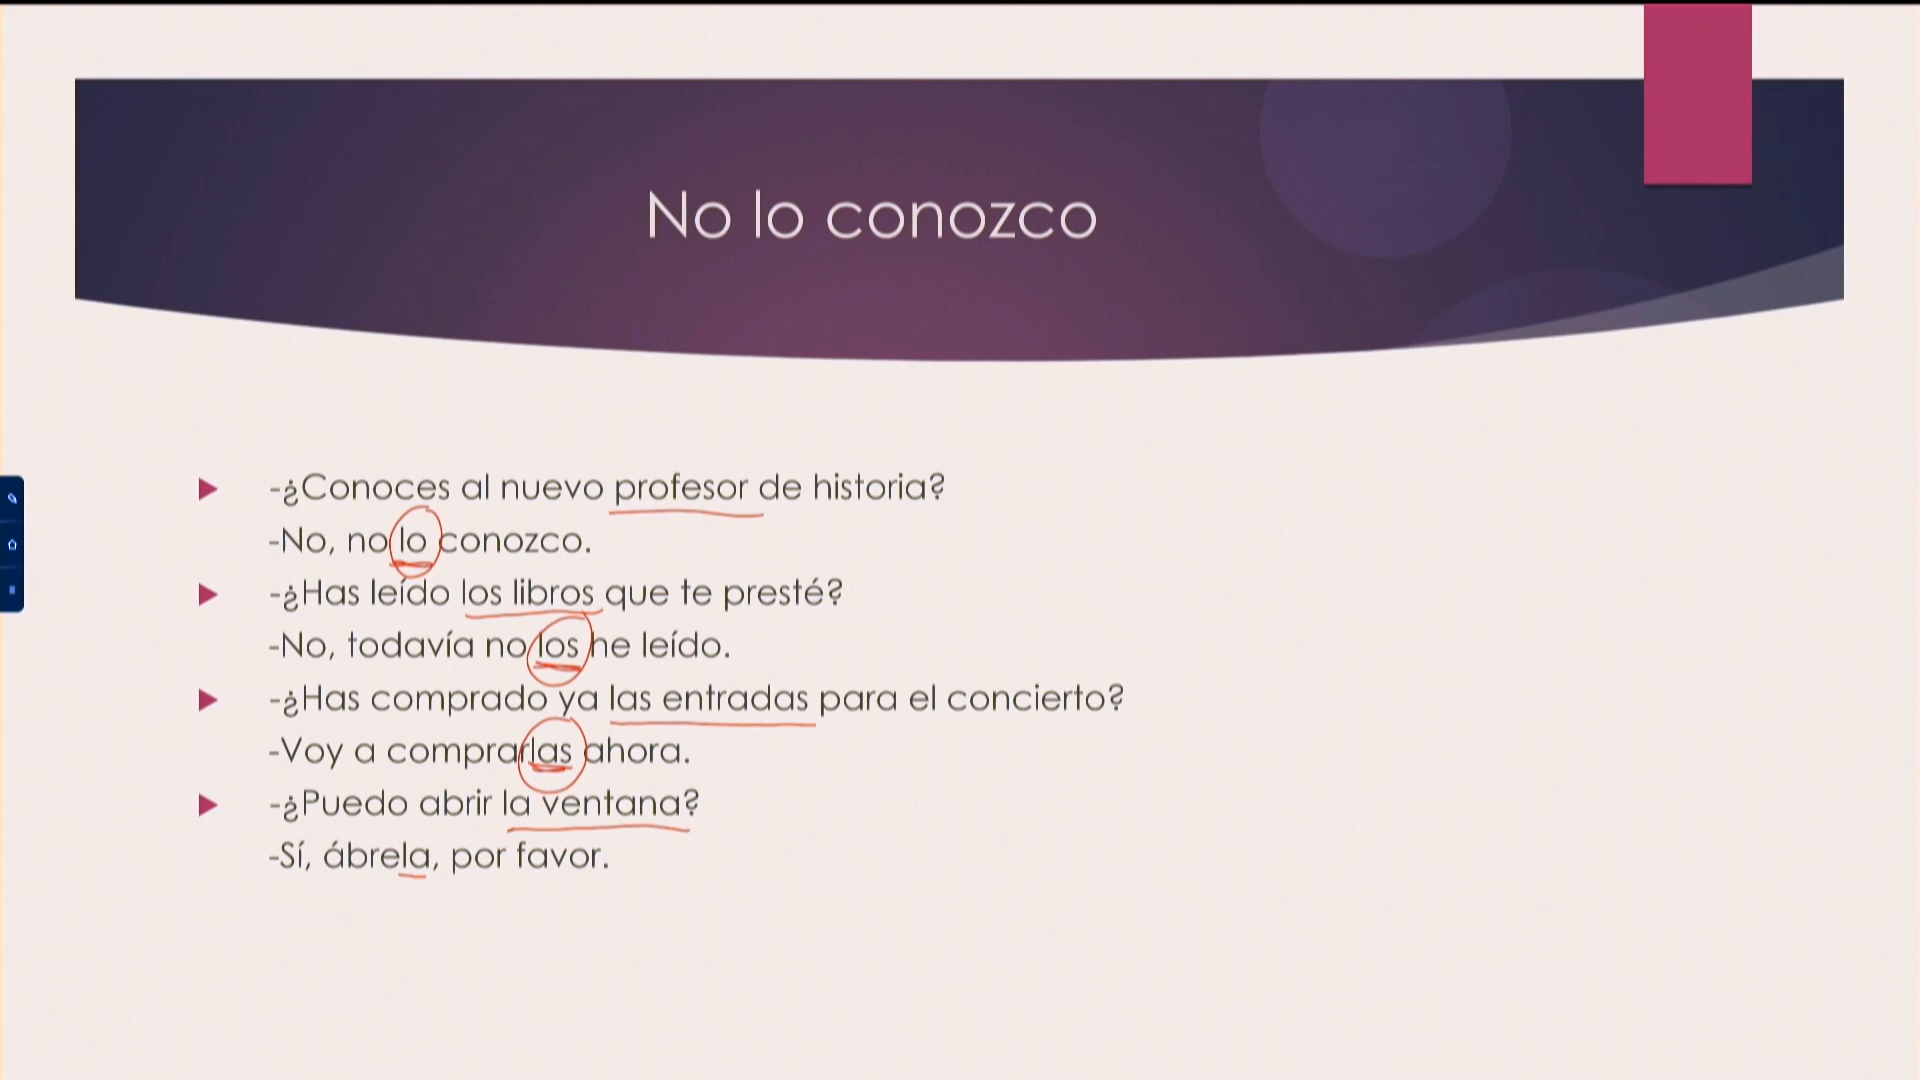 No lo conozco
-¿Conoces al nuevo profesor de historia?
-No, no lo conozco.
-¿Has leído los libros que te presté?
-No, todavía no los he leído.
-¿Has comprado ya las entradas para el concierto?
-Voy a comprarlas ahora.
-¿Puedo abrir la ventana?
-Sí, ábrela, por favor.